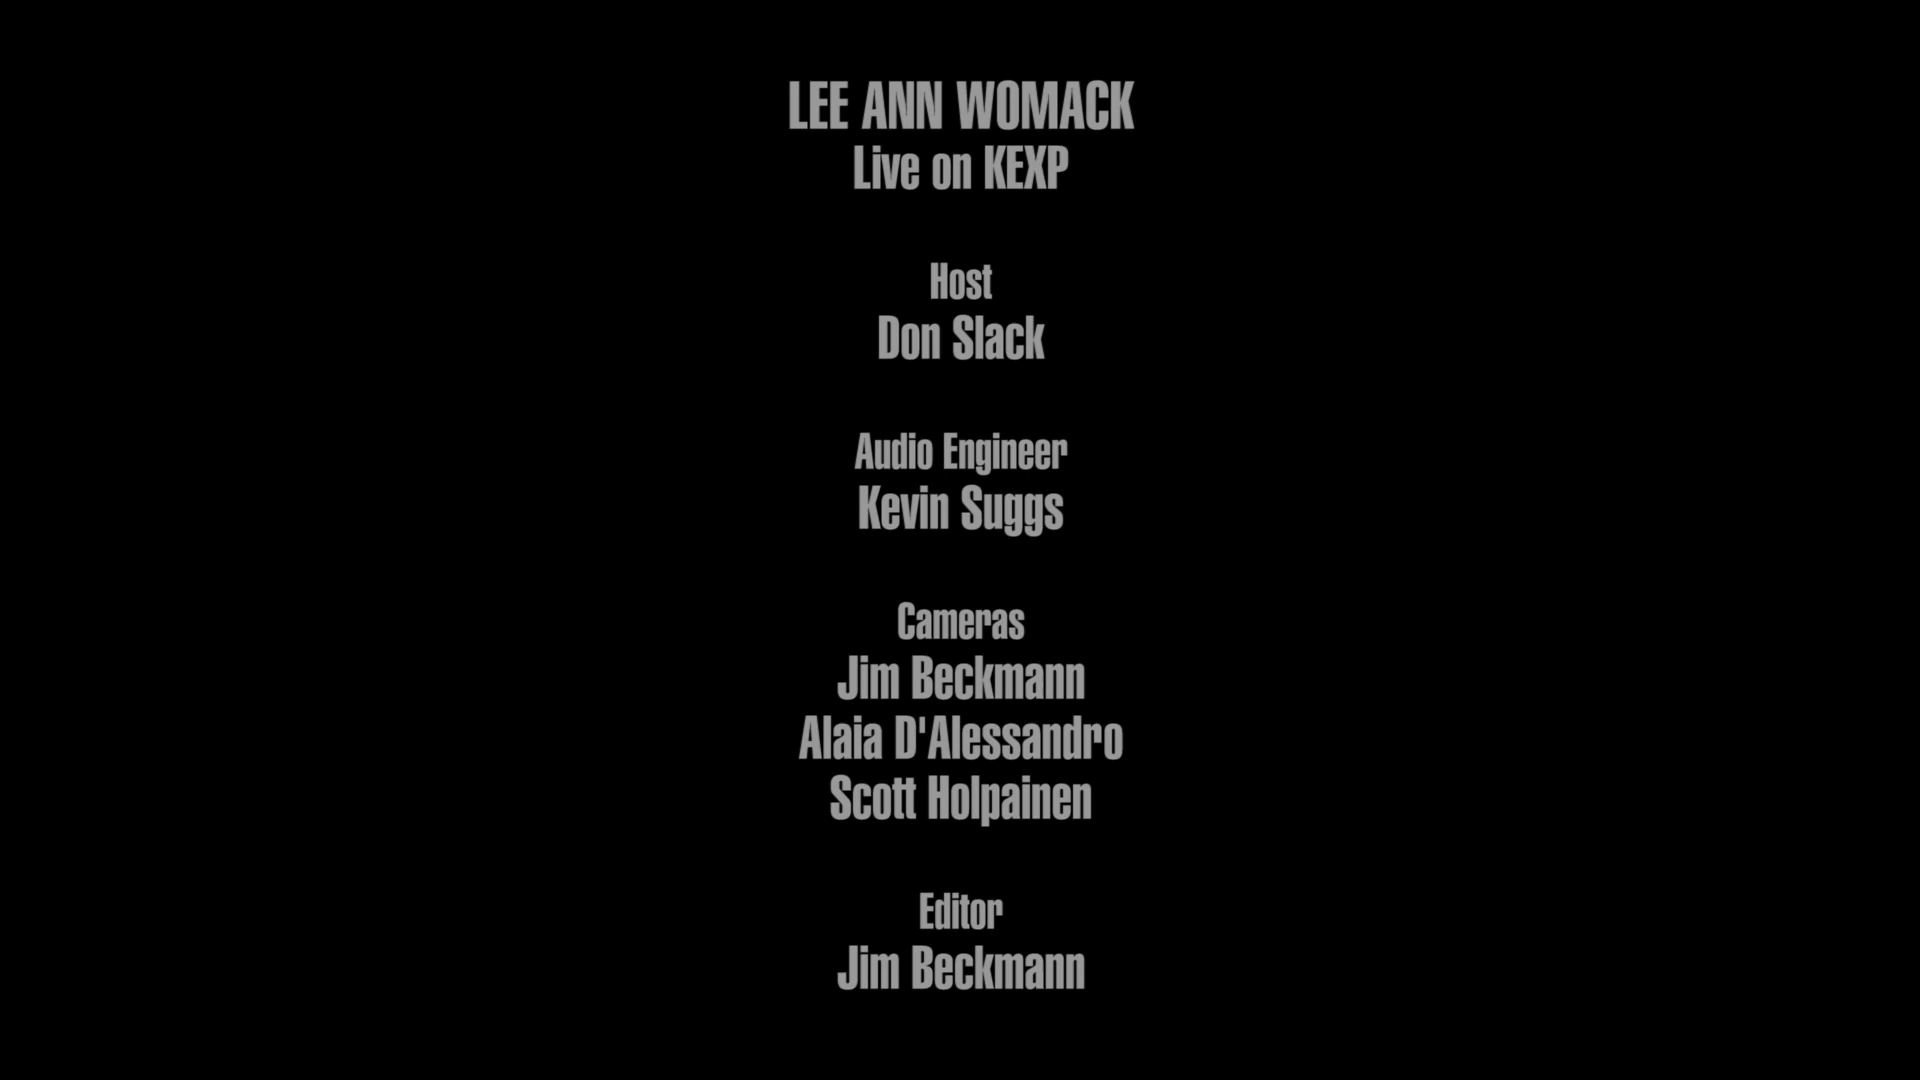 LEE ANN WOMACK
Live on KEXP
Host
Don Slack
Audio Engineer
Kevin Suggs
Cameras
Jim Beckmann
Alaia D'Alessandro
Scott Holpainen
Editor
Jim Beckmann